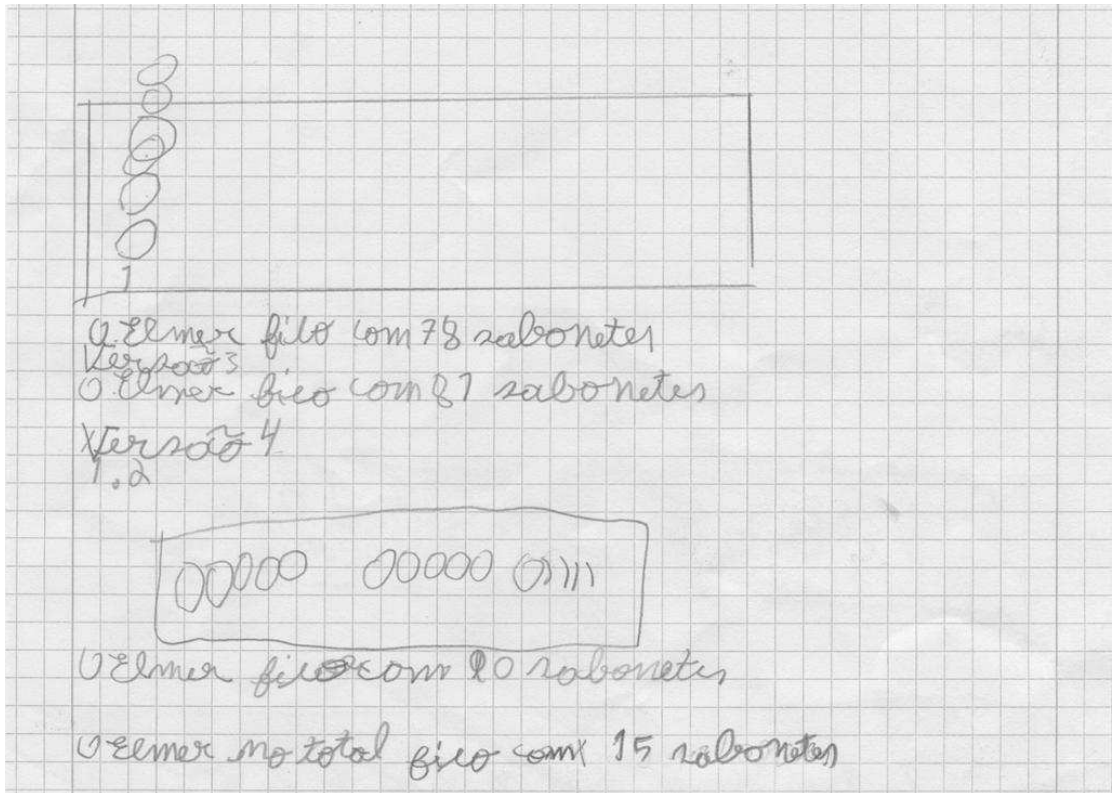 1
O Elmer fico com 78 sabonetes
Versão 3
O Elmer fico com 81 sabonetes
Versão 4
1.2
O Elmer fico com 10 sabonetes
O Elmer no total fico com 15 sabonetes